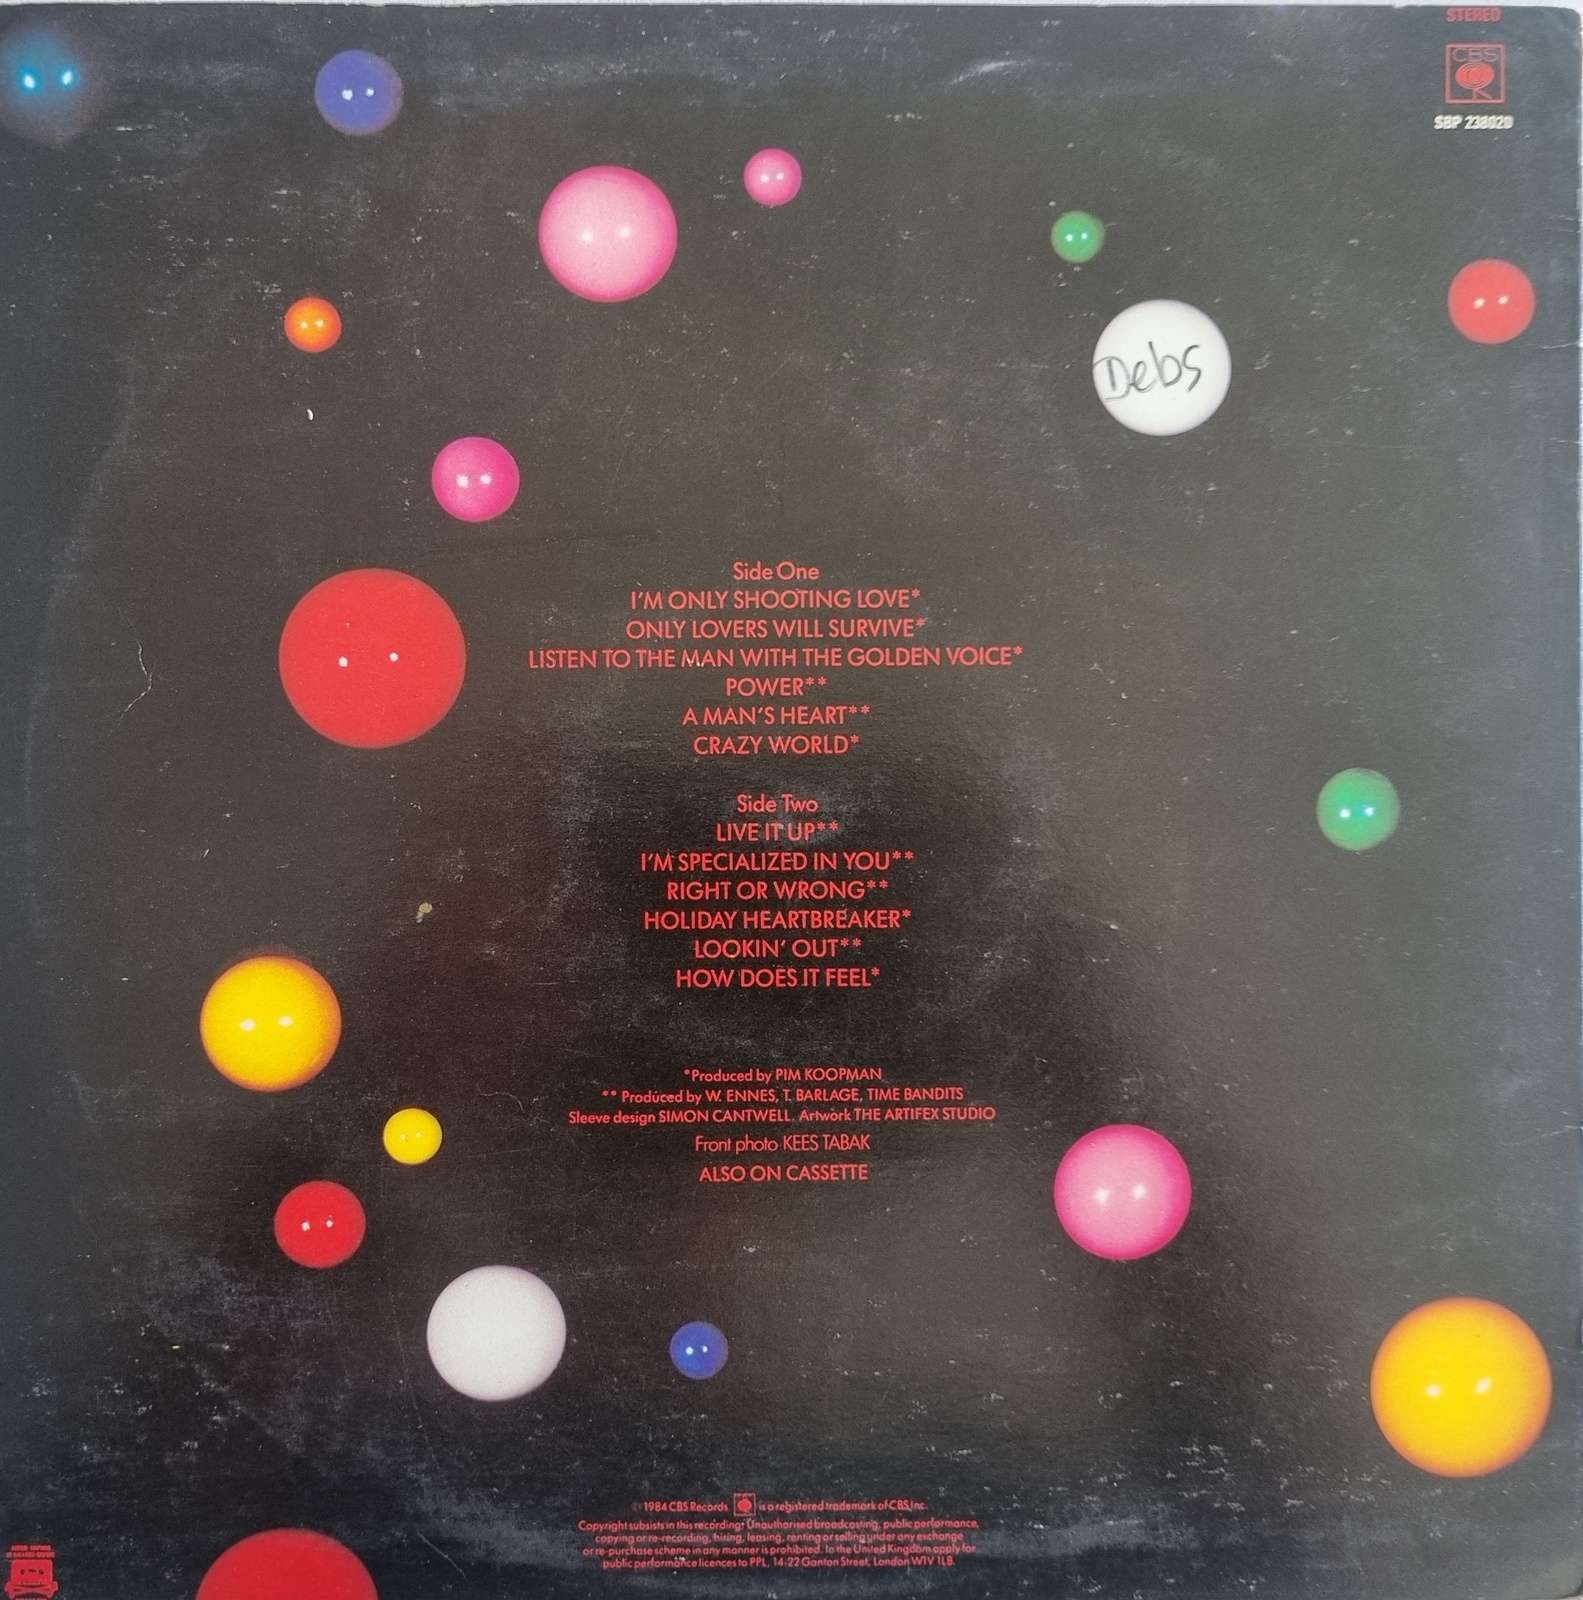 STEREO
CBS
SBP 238020
Debs
Side One
I'M ONLY SHOOTING LOVE*
ONLY LOVERS WILL SURVIVE*
LISTEN TO THE MAN WITH THE GOLDEN VOICE*
POWER**
A MAN'S HEART**
CRAZY WORLD*
Side Two
LIVE IT UP**
I'M SPECIALIZED IN YOU**
RIGHT OR WRONG**
HOLIDAY HEARTBREAKER*
LOOKIN' OUT**
HOW DOES IT FEEL*
*Produced by PIM KOOPMAN
** Produced by W. ENNES, T. BARLAGE, TIME BANDITS
Sleeve design SIMON CANTWELL. Artwork THE ARTIFEX STUDIO
Front photo KEES TABAK
ALSO ON CASSETTE
© 1984 CBS Records is a registered trademark of CBS, Inc.
Copyright subsists in this recording. Unauthorised broadcasting, public performance,
copying or re-recording, hiring, leasing, renting or selling under any exchange
or re-purchase scheme in any manner is prohibited. In the United Kingdom apply for
public performance licences to PPL, 14-22 Ganton Street, London W1V 1LB.